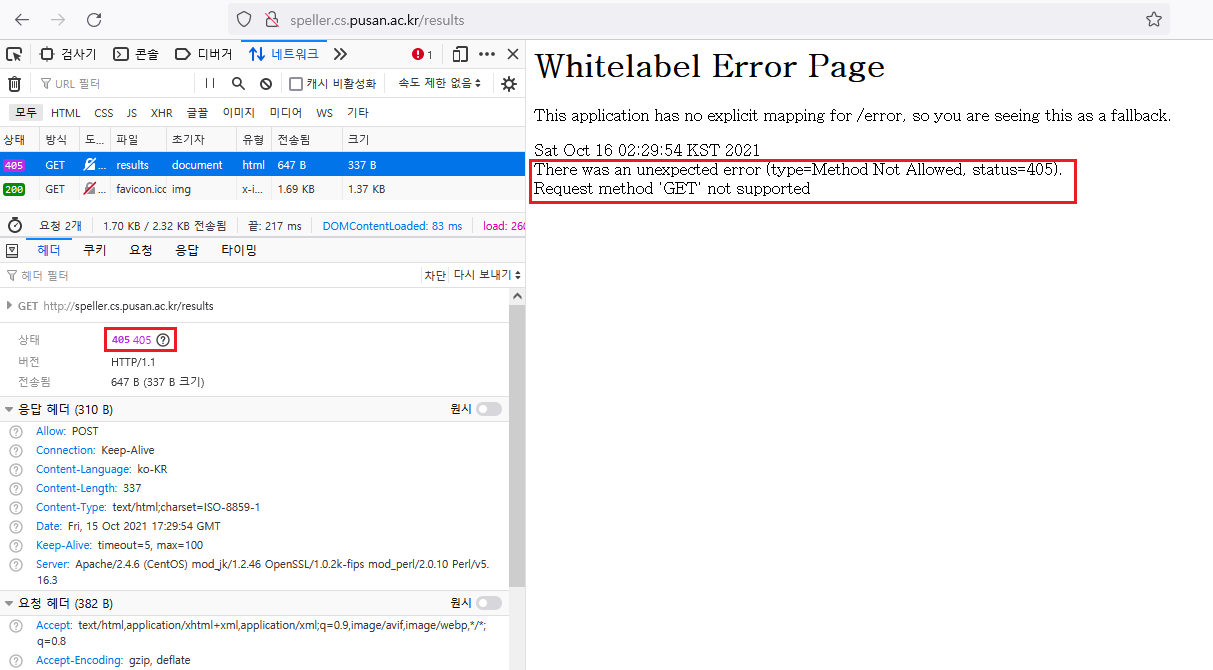 speller.cs.pusan.ac.kr/results
검사기 콘솔 디버거 네트워크 1
URL 필터 캐시 비활성화 속도 제한 없음
모두 HTML CSS JS XHR 글꼴 이미지 미디어 WS 기타
상태 방식 도... 파일 초기자 유형 전송됨 크기
405 GET ... results document html 647 B 337 B
200 GET ... favicon.icc img x-i... 1.69 KB 1.37 KB
요청 2개 1.70 KB / 2.32 KB 전송됨 끝: 217 ms DOMContentLoaded: 83 ms load: 260
헤더 쿠키 요청 응답 타이밍
헤더 필터 차단 다시 보내기
GET http://speller.cs.pusan.ac.kr/results
상태 405 405
버전 HTTP/1.1
전송됨 647 B (337 B 크기)
응답 헤더 (310 B) 원시
Allow: POST
Connection: Keep-Alive
Content-Language: ko-KR
Content-Length: 337
Content-Type: text/html;charset=ISO-8859-1
Date: Fri, 15 Oct 2021 17:29:54 GMT
Keep-Alive: timeout=5, max=100
Server: Apache/2.4.6 (CentOS) mod_jk/1.2.46 OpenSSL/1.0.2k-fips mod_perl/2.0.10 Perl/v5.
16.3
요청 헤더 (382 B) 원시
Accept: text/html,application/xhtml+xml,application/xml;q=0.9,image/avif,image/webp,*/*;
q=0.8
Accept-Encoding: gzip, deflate
Whitelabel Error Page
This application has no explicit mapping for /error, so you are seeing this as a fallback.
Sat Oct 16 02:29:54 KST 2021
There was an unexpected error (type=Method Not Allowed, status=405).
Request method 'GET' not supported